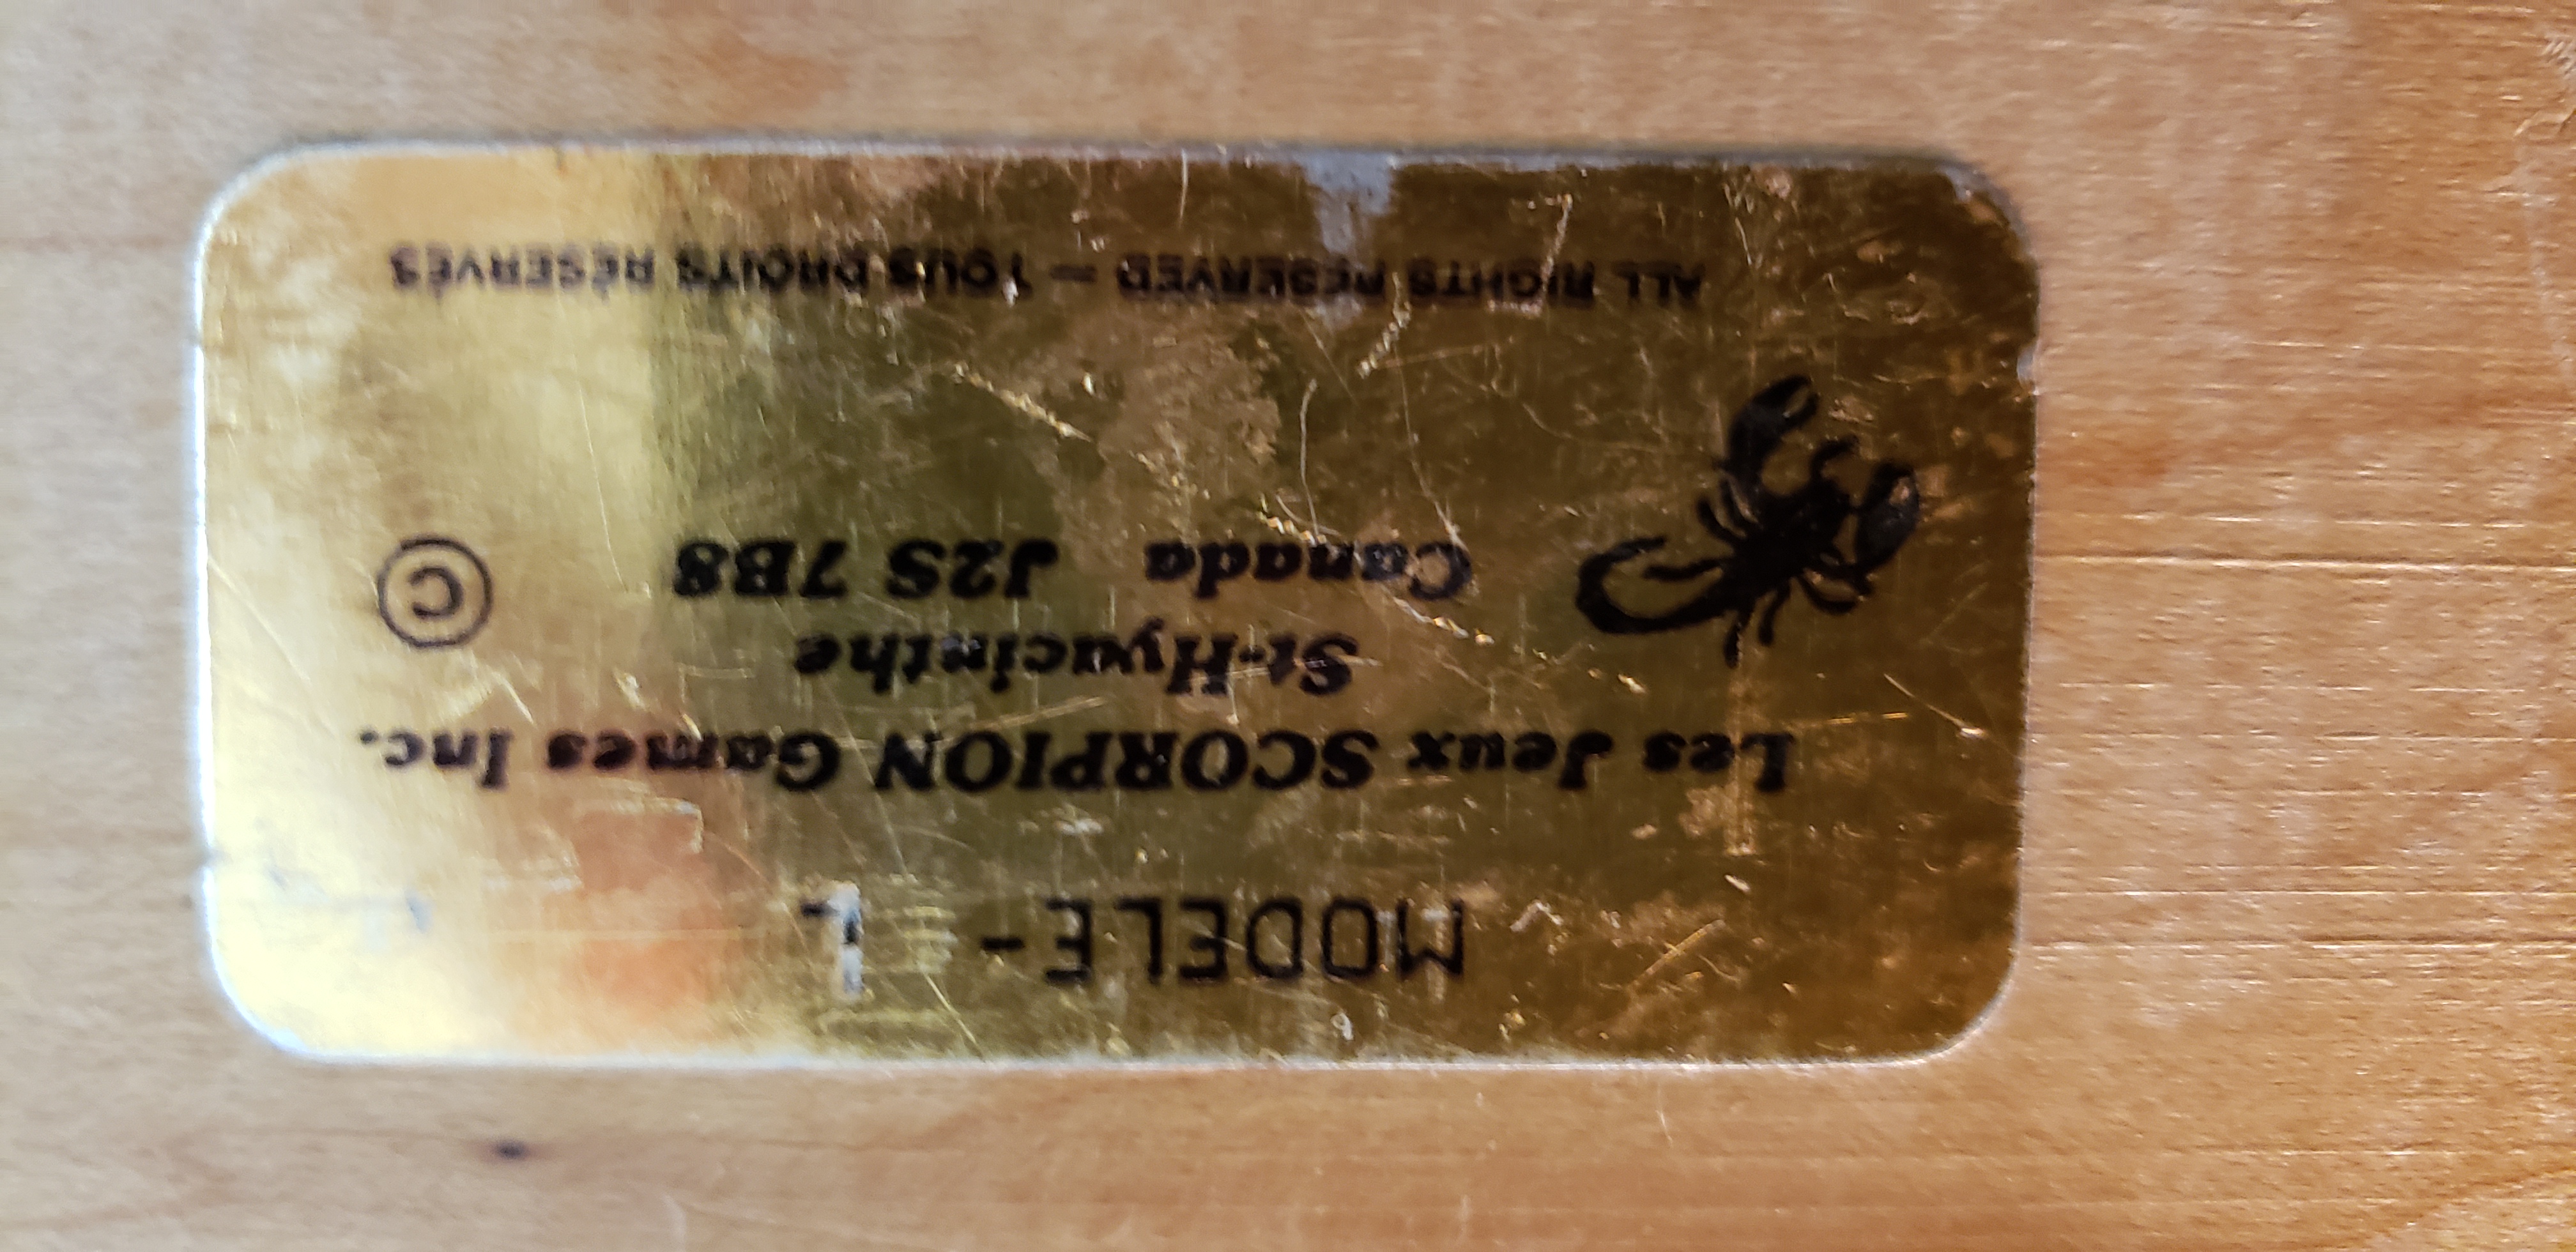 MODELE- L
Les Jeux SCORPION Games Inc.
St-Hyacinthe
Canada J2S 7B8
©
ALL RIGHTS RESERVED — TOUS DROITS RÉSERVÉS